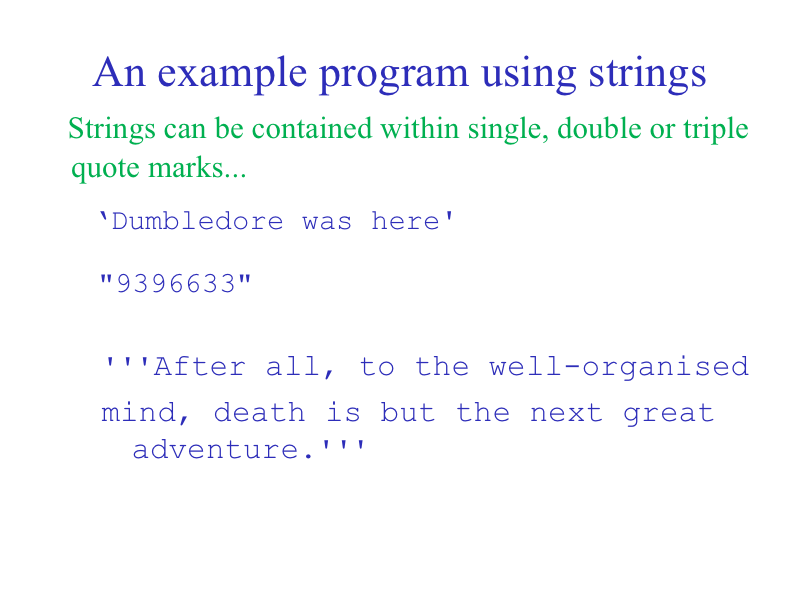 An example program using strings
Strings can be contained within single, double or triple
quote marks...
‘Dumbledore was here'
"9396633"
'''After all, to the well-organised
mind, death is but the next great
adventure.'''